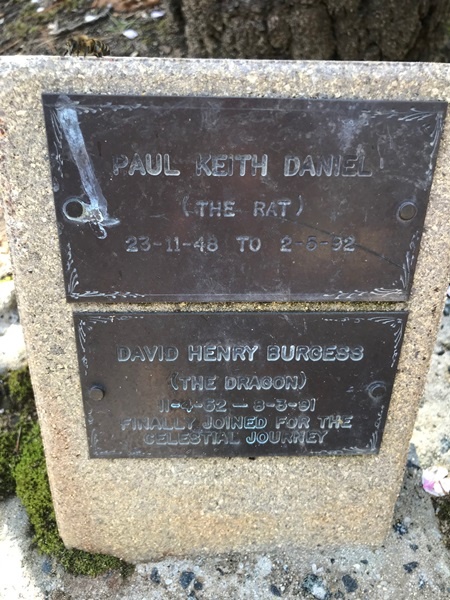 PAUL KEITH DANIEL
(THE RAT)
23-11-48 TO 2-6-92
DAVID HENRY BURGESS
(THE DRAGON)
11-4-62 - 8-3-91
FINALLY JOINED FOR THE
CELESTIAL JOURNEY